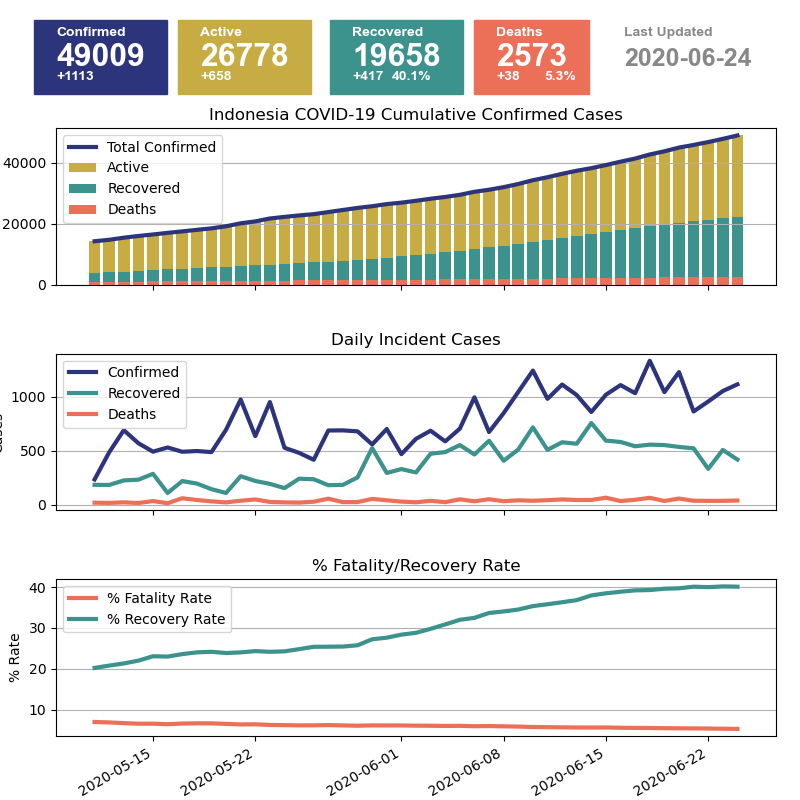 Confirmed
49009
+1113
Active
26778
+658
Recovered
19658
+417 40.1%
Deaths
2573
+38 5.3%
Last Updated
2020-06-24
Indonesia COVID-19 Cumulative Confirmed Cases
Total Confirmed
Active
Recovered
Deaths
40000
20000
0
Daily Incident Cases
Confirmed
Recovered
Deaths
1000
500
0
% Fatality/Recovery Rate
% Fatality Rate
% Recovery Rate
% Rate
40
30
20
10
2020-05-15
2020-05-22
2020-06-01
2020-06-08
2020-06-15
2020-06-22